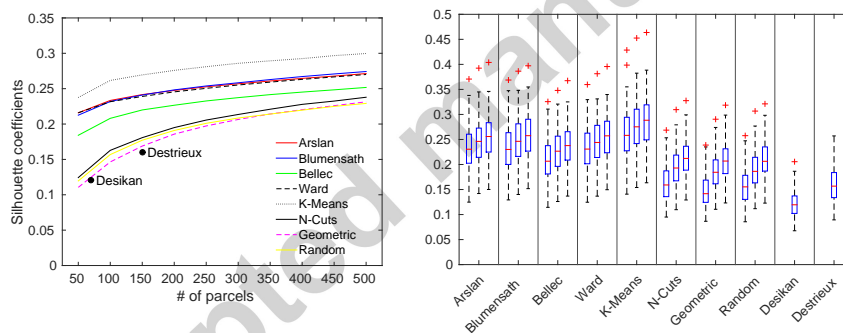 0.35
0.3
0.25
0.2
0.15
0.1
0.05
0
Silhouette coefficients
50 100 150 200 250 300 350 400 450 500
# of parcels
Destrieux
Desikan
Arslan
Blumensath
Bellec
Ward
K-Means
N-Cuts
Geometric
Random
0.5
0.45
0.4
0.35
0.3
0.25
0.2
0.15
0.1
0.05
0
Arslan
Blumensath
Bellec
Ward
K-Means
N-Cuts
Geometric
Random
Desikan
Destrieux